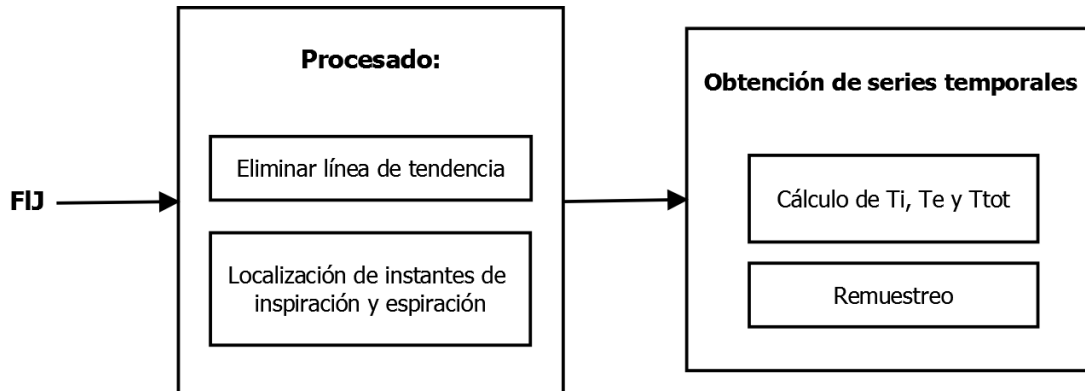 Procesado:
Eliminar línea de tendencia
Localización de instantes de
inspiración y espiración
FIJ
Obtención de series temporales
Cálculo de Ti, Te y Ttot
Remuestreo